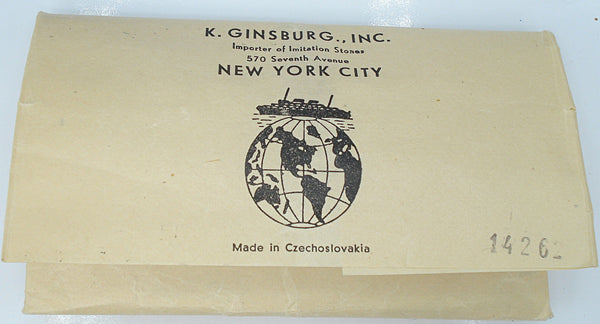 K. GINSBURG., INC.
Importer of Imitation Stones
570 Seventh Avenue
NEW YORK CITY
Made in Czechoslovakia
14262